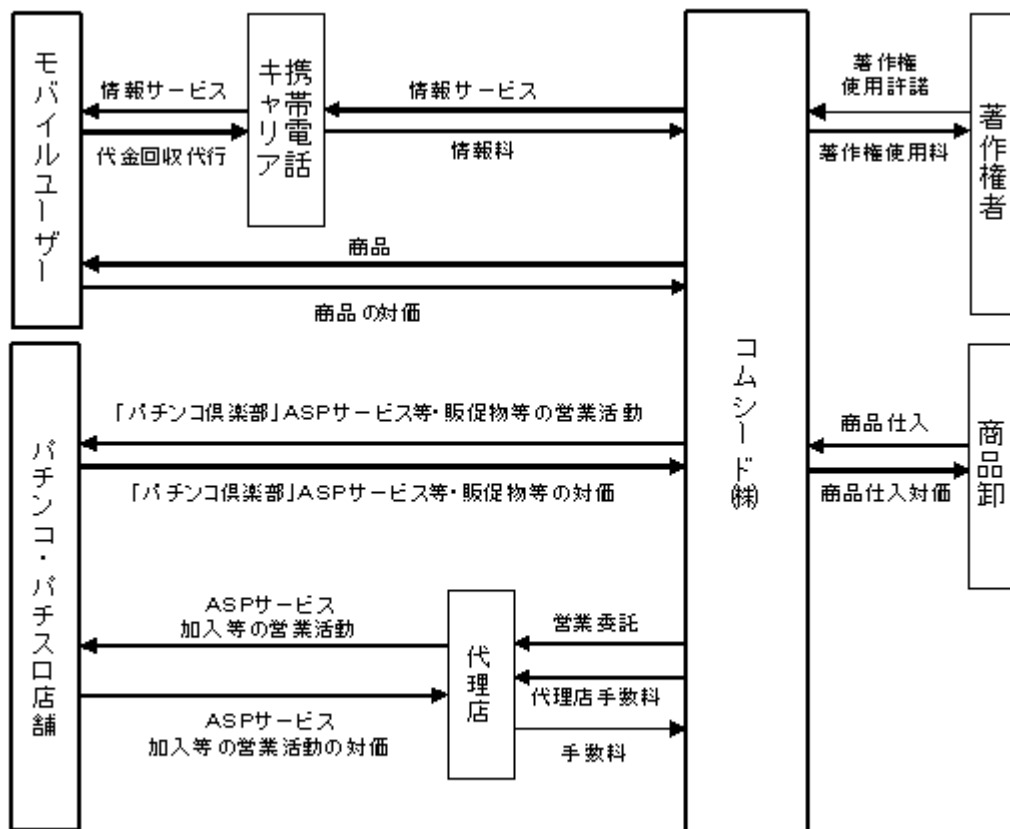 モバイルユーザー
携帯電話
キャリア
情報サービス
代金回収代行
情報サービス
情報料
商品
商品の対価
コムシード㈱
著作権
使用許諾
著作権使用料
著作権者
パチンコ・パチスロ店舗
「パチンコ倶楽部」ASPサービス等・販促物等の営業活動
「パチンコ倶楽部」ASPサービス等・販促物等の対価
商品仕入
商品仕入対価
商品卸
ASPサービス
加入等の営業活動
ASPサービス
加入等の営業活動の対価
代理店
営業委託
代理店手数料
手数料